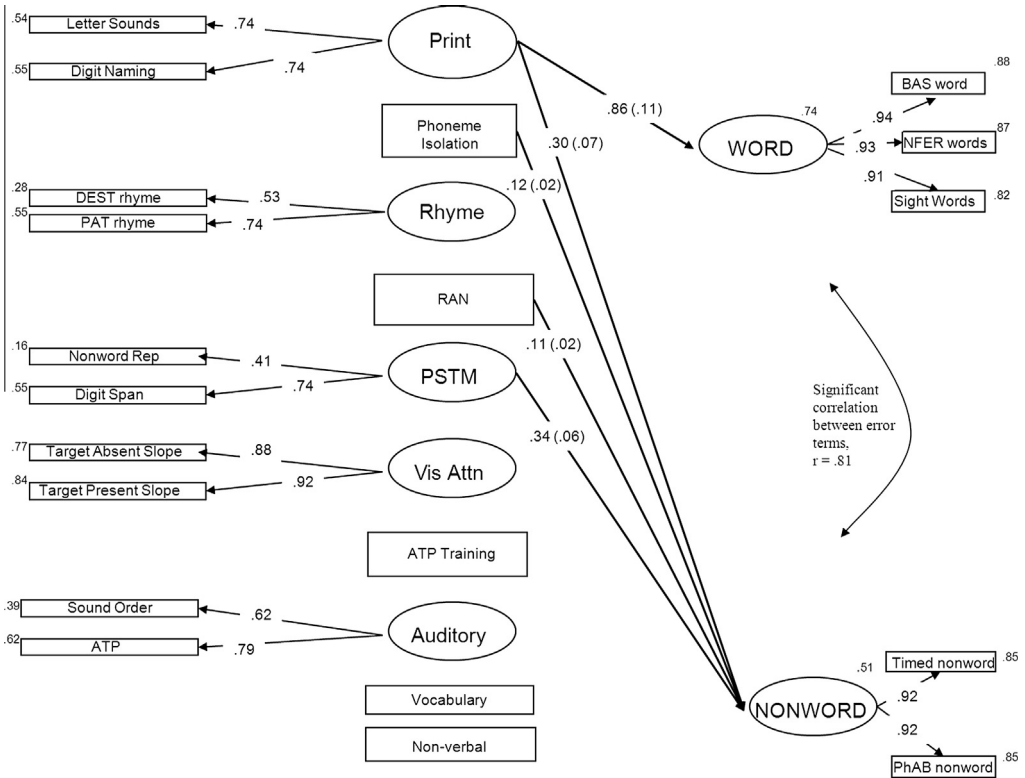 .54
Letter Sounds
.74
Print
.55
Digit Naming
.74
.86 (.11)
.88
BAS word
.74
.94
.87
NFER words
WORD
.93
.91
.82
Sight Words
Phoneme
Isolation
.30 (.07)
.12 (.02)
.28
DEST rhyme
.53
Rhyme
.55
PAT rhyme
.74
RAN
.11 (.02)
.16
Nonword Rep
.41
PSTM
.55
Digit Span
.74
.34 (.06)
Significant
correlation
between error
terms,
r = .81
.77
Target Absent Slope
.88
Vis Attn
.84
Target Present Slope
.92
ATP Training
.39
Sound Order
.62
Auditory
.62
ATP
.79
Vocabulary
Non-verbal
.51
NONWORD
Timed nonword
.85
.92
.92
PhAB nonword
.85